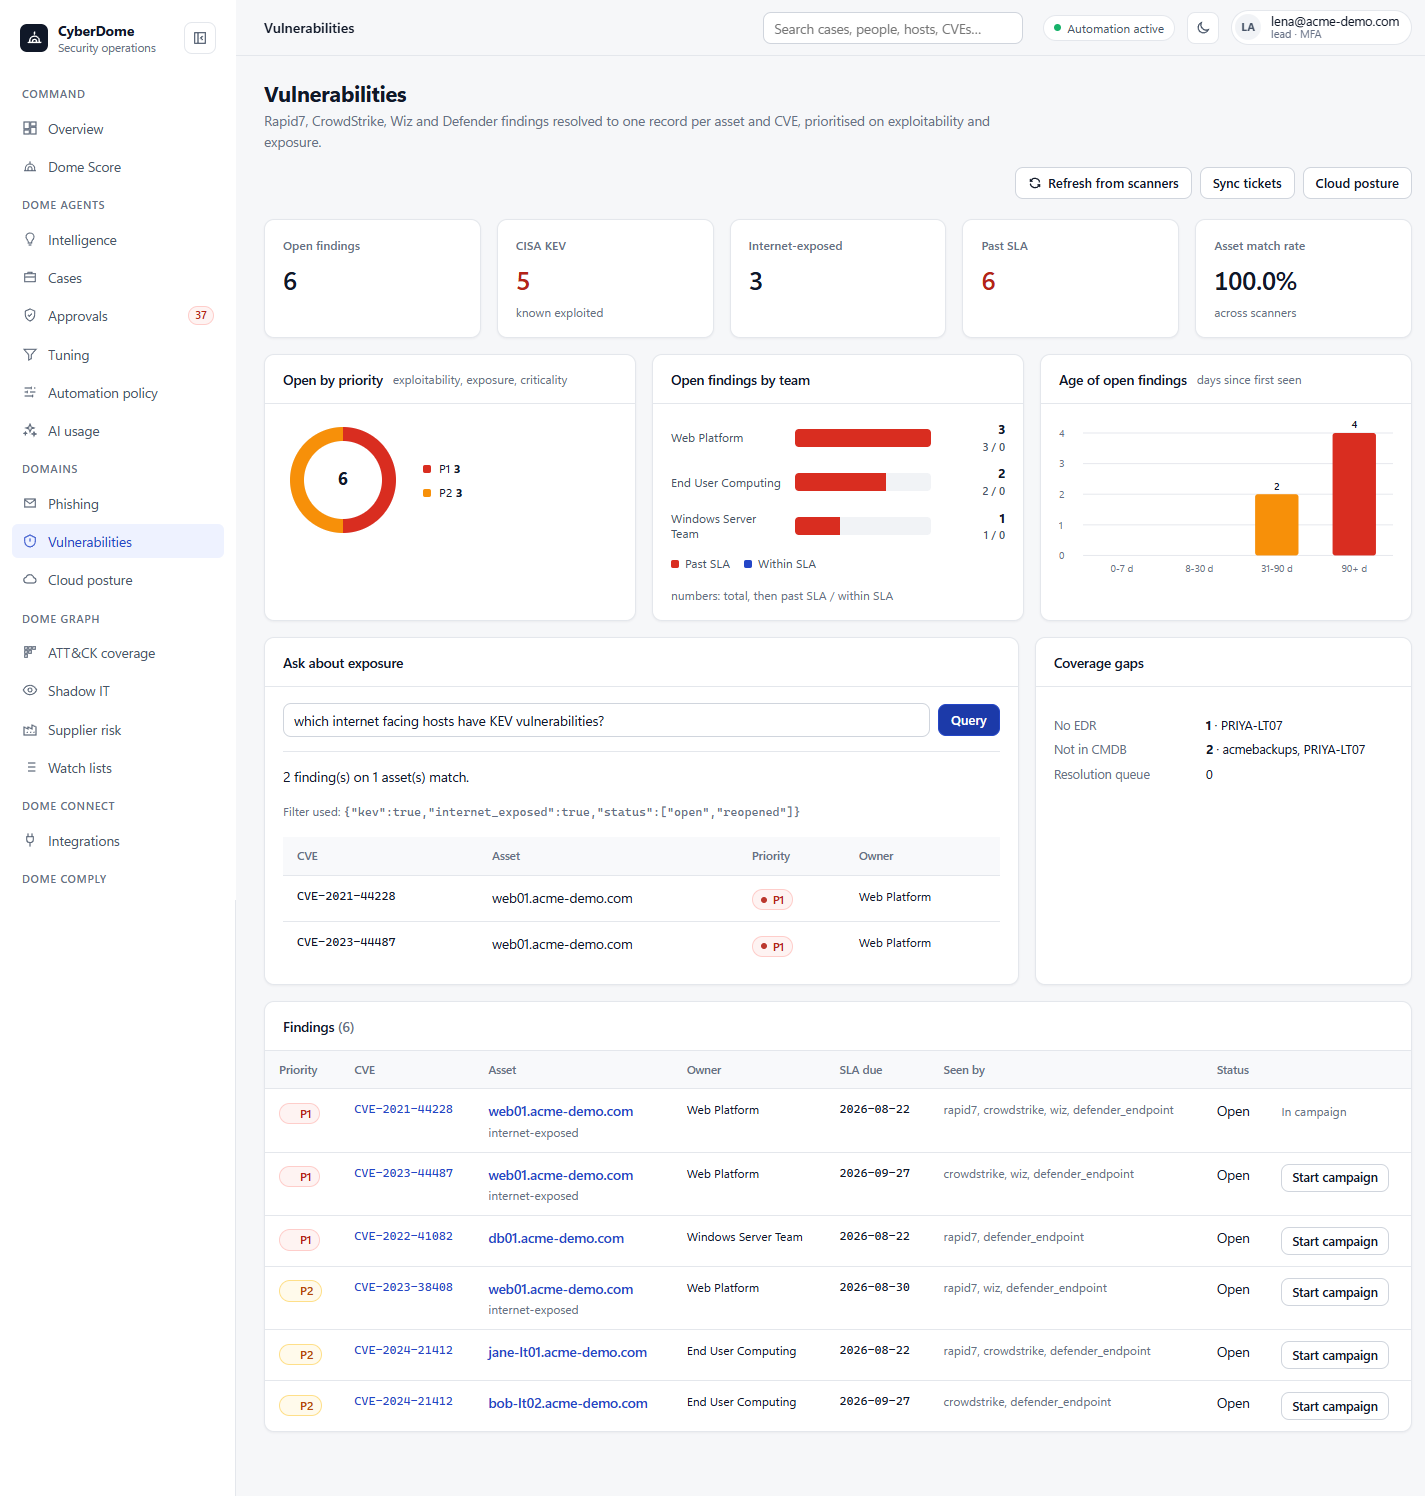 CyberDome
Security operations
COMMAND
Overview
Dome Score
DOME AGENTS
Intelligence
Cases
Approvals 37
Tuning
Automation policy
AI usage
DOMAINS
Phishing
Vulnerabilities
Cloud posture
DOME GRAPH
ATT&CK coverage
Shadow IT
Supplier risk
Watch lists
DOME CONNECT
Integrations
DOME COMPLY
Vulnerabilities
Search cases, people, hosts, CVEs...
Automation active
LA
lena@acme-demo.com
lead · MFA
Vulnerabilities
Rapid7, CrowdStrike, Wiz and Defender findings resolved to one record per asset and CVE, prioritised on exploitability and
exposure.
Refresh from scanners
Sync tickets
Cloud posture
Open findings
6
CISA KEV
5
known exploited
Internet-exposed
3
Past SLA
6
Asset match rate
100.0%
across scanners
Open by priority exploitability, exposure, criticality
6
P1 3
P2 3
Open findings by team
Web Platform 3
3 / 0
End User Computing 2
2 / 0
Windows Server
Team
1
1 / 0
Past SLA Within SLA
numbers: total, then past SLA / within SLA
Age of open findings days since first seen
4
3
2
1
0
2
4
0-7 d 8-30 d 31-90 d 90+ d
Ask about exposure
which internet facing hosts have KEV vulnerabilities?
Query
2 finding(s) on 1 asset(s) match.
Filter used: {"kev":true,"internet_exposed":true,"status":["open","reopened"]}
CVE Asset Priority Owner
CVE-2021-44228 web01.acme-demo.com P1 Web Platform
CVE-2023-44487 web01.acme-demo.com P1 Web Platform
Coverage gaps
No EDR 1 · PRIYA-LT07
Not in CMDB 2 · acmebackups, PRIYA-LT07
Resolution queue 0
Findings (6)
Priority CVE Asset Owner SLA due Seen by Status
P1 CVE-2021-44228 web01.acme-demo.com Web Platform 2026-08-22 rapid7, crowdstrike, wiz, defender_endpoint Open In campaign
internet-exposed
P1 CVE-2023-44487 web01.acme-demo.com Web Platform 2026-09-27 crowdstrike, wiz, defender_endpoint Open Start campaign
internet-exposed
P1 CVE-2022-41082 db01.acme-demo.com Windows Server Team 2026-08-22 rapid7, defender_endpoint Open Start campaign
P2 CVE-2023-38408 web01.acme-demo.com Web Platform 2026-08-30 rapid7, wiz, defender_endpoint Open Start campaign
internet-exposed
P2 CVE-2024-21412 jane-lt01.acme-demo.com End User Computing 2026-08-22 rapid7, crowdstrike, defender_endpoint Open Start campaign
P2 CVE-2024-21412 bob-lt02.acme-demo.com End User Computing 2026-09-27 crowdstrike, defender_endpoint Open Start campaign